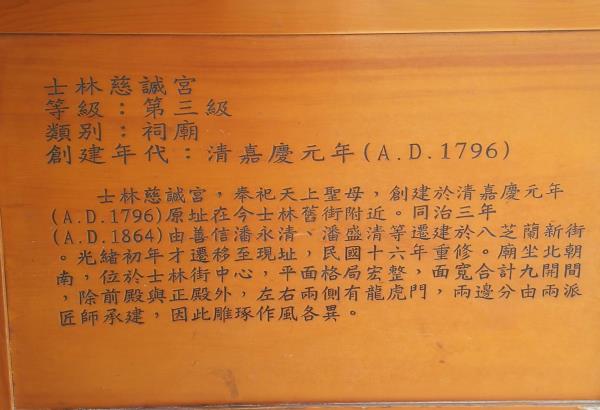 士林慈諴宮
等級：第三級
類別：祠廟
創建年代：清嘉慶元年(A.D.1796)
士林慈諴宮，奉祀天上聖母，創建於清嘉慶元年
(A.D.1796)原址在今士林舊街附近。同治三年
(A.D.1864)由善信潘永清、潘盛清等遷建於八芝蘭新街
。光緒初年才遷移至現址，民國十六年重修。廟坐北朝
南，位於士林街中心，平面格局宏整，面寬合計九開間
，除前殿與正殿外，左右兩側有龍虎門，兩邊分由兩派
匠師承建，因此雕琢作風各異。